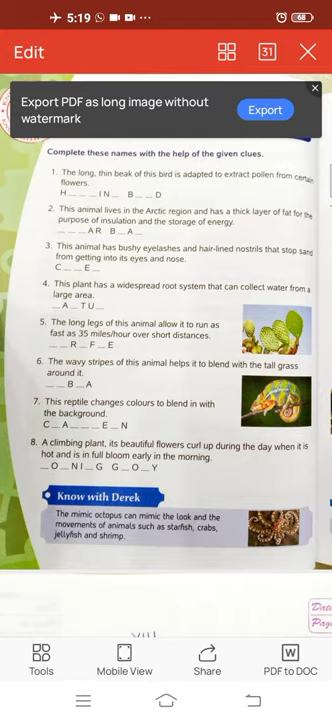 5:19
68
Edit
31
Export PDF as long image without
watermark
Export
Complete these names with the help of the given clues.
1. The long, thin beak of this bird is adapted to extract pollen from certain
flowers.
H _ _ _ I N _ B _ _ D
2. This animal lives in the Arctic region and has a thick layer of fat for the
purpose of insulation and the storage of energy.
_ _ _ A R B _ A _
3. This animal has bushy eyelashes and hair-lined nostrils that stop sand
from getting into its eyes and nose.
C _ _ E _
4. This plant has a widespread root system that can collect water from a
large area.
_ A _ T U _
5. The long legs of this animal allow it to run as
fast as 35 miles/hour over short distances.
_ _ R _ F _ E
6. The wavy stripes of this animal helps it to blend with the tall grass
around it.
_ _ B _ A
7. This reptile changes colours to blend in with
the background.
C _ A _ _ _ E _ N
8. A climbing plant, its beautiful flowers curl up during the day when it is
hot and is in full bloom early in the morning.
_ O _ N I _ G G _ O _ Y
Know with Derek
The mimic octopus can mimic the look and the
movements of animals such as starfish, crabs,
jellyfish and shrimp.
Date
Page
VIII
Tools
Mobile View
Share
W
PDF to DOC